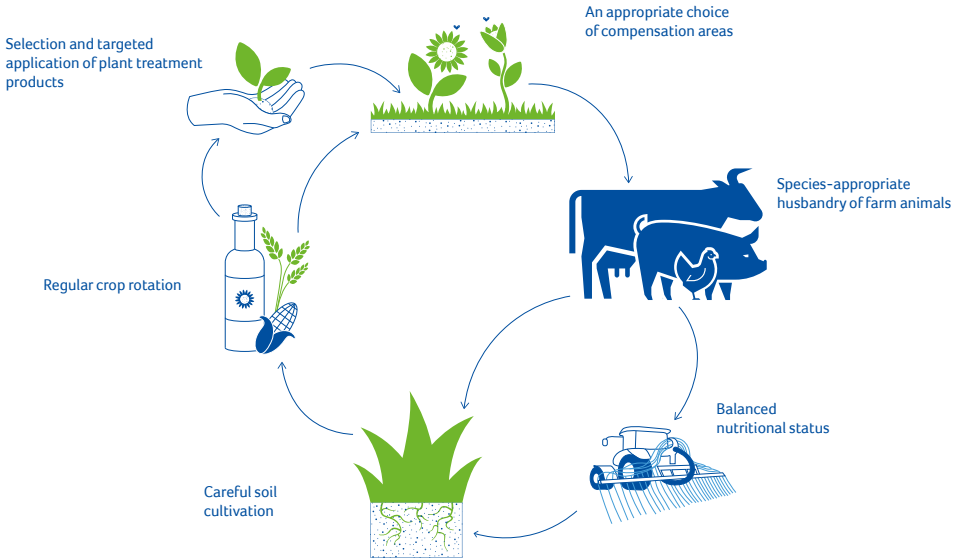 An appropriate choice
of compensation areas
Selection and targeted
application of plant treatment
products
Species-appropriate
husbandry of farm animals
Regular crop rotation
Balanced
nutritional status
Careful soil
cultivation